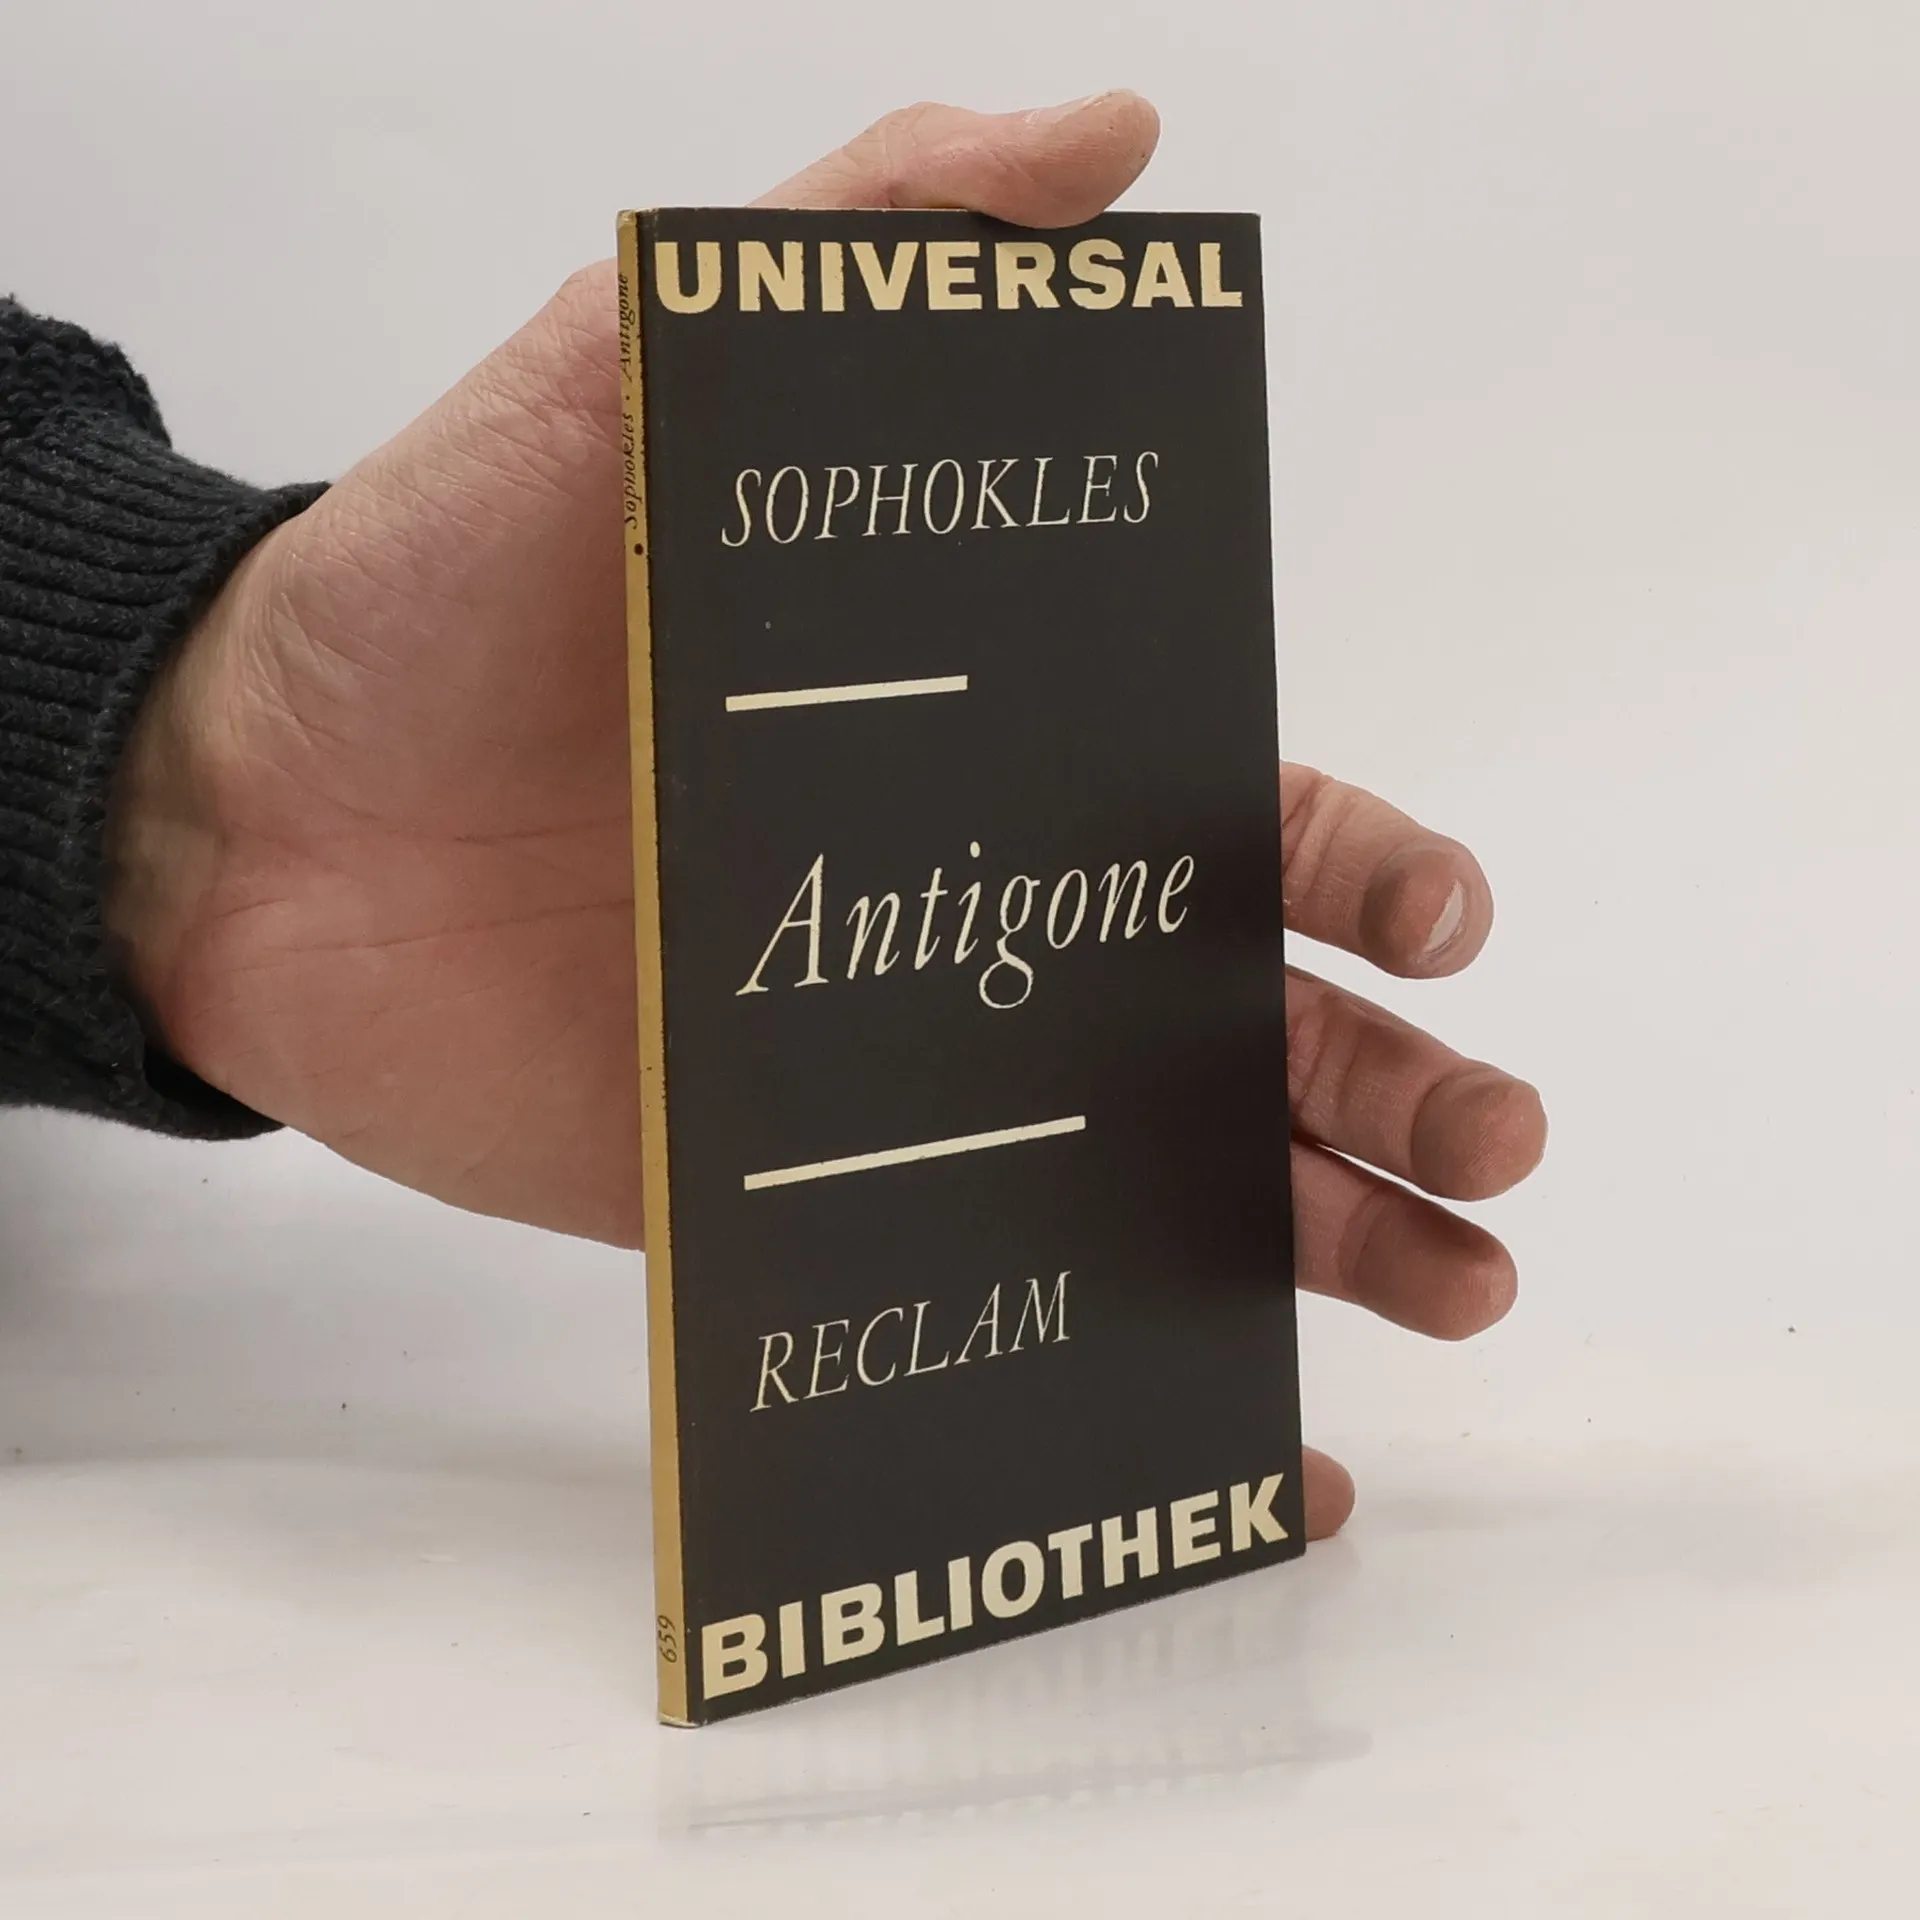 UNIVERSAL
SOPHOKLES
Antigone
RECLAM
BIBLIOTHEK
Sophokles · Antigone
659